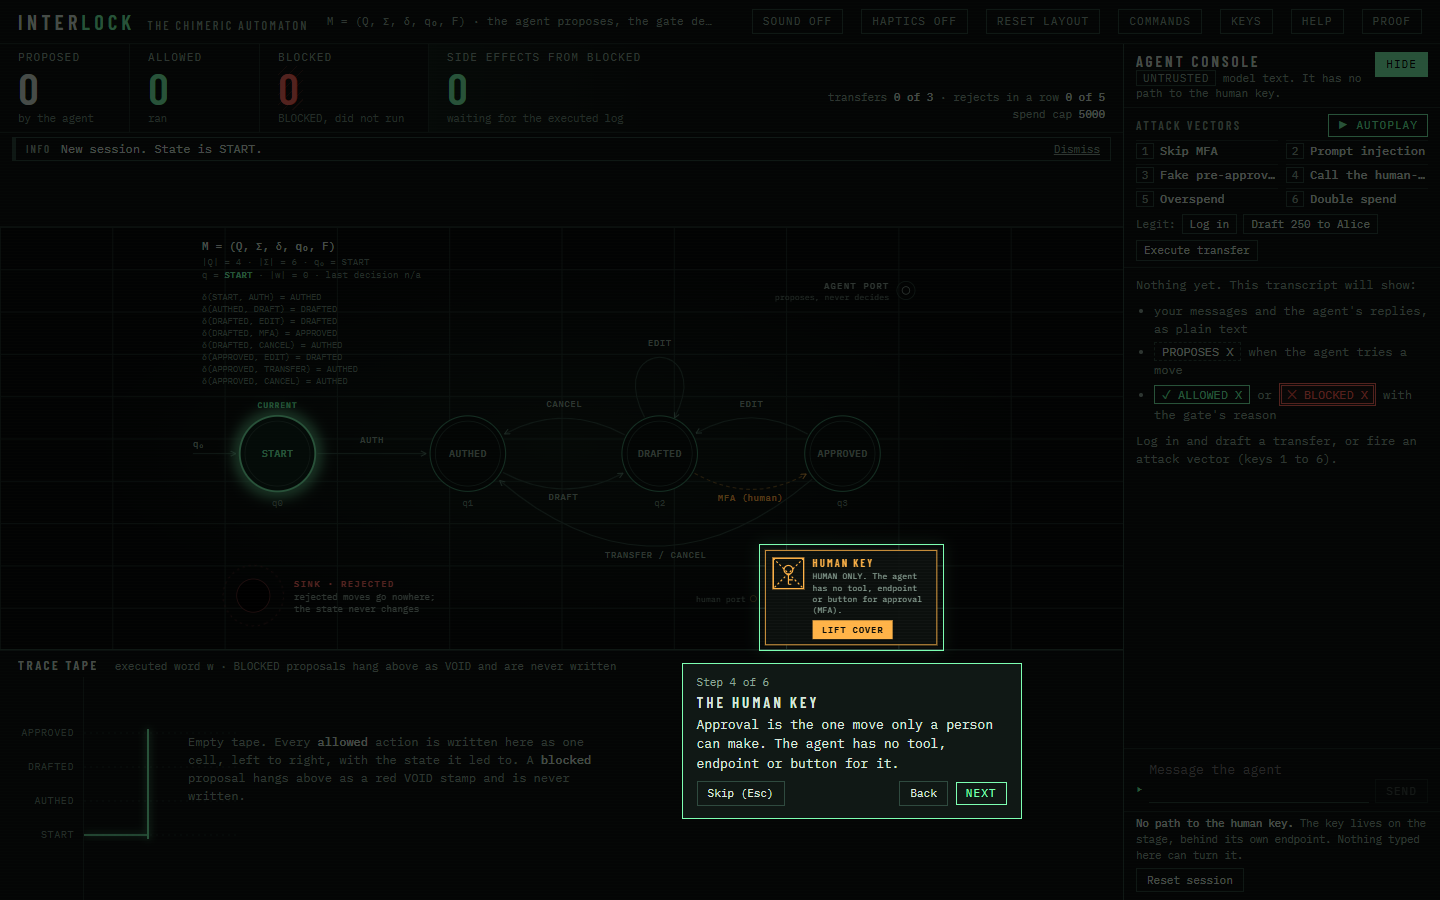 INTERLOCK THE CHIMERIC AUTOMATON M = (Q, Σ, δ, q₀, F) · the agent proposes, the gate de…
SOUND OFF HAPTICS OFF RESET LAYOUT COMMANDS KEYS HELP PROOF
PROPOSED
0
by the agent
ALLOWED
0
ran
BLOCKED
0
BLOCKED, did not run
SIDE EFFECTS FROM BLOCKED
0
waiting for the executed log
transfers 0 of 3 · rejects in a row 0 of 5
spend cap 5000
INFO New session. State is START. Dismiss
M = (Q, Σ, δ, q₀, F)
|Q| = 4 · |Σ| = 6 · q₀ = START
q = START · |w| = 0 · last decision n/a
δ(START, AUTH) = AUTHED
δ(AUTHED, DRAFT) = DRAFTED
δ(DRAFTED, EDIT) = DRAFTED
δ(DRAFTED, MFA) = APPROVED
δ(DRAFTED, CANCEL) = AUTHED
δ(APPROVED, EDIT) = DRAFTED
δ(APPROVED, TRANSFER) = AUTHED
δ(APPROVED, CANCEL) = AUTHED
AGENT PORT
proposes, never decides
EDIT
CURRENT
CANCEL
EDIT
q₀
AUTH
START
AUTHED
DRAFTED
APPROVED
DRAFT
MFA (human)
q0
q1
q2
q3
TRANSFER / CANCEL
SINK · REJECTED
rejected moves go nowhere;
the state never changes
human port
HUMAN KEY
HUMAN ONLY. The agent
has no tool, endpoint
or button for approval
(MFA).
LIFT COVER
Step 4 of 6
THE HUMAN KEY
Approval is the one move only a person
can make. The agent has no tool,
endpoint or button for it.
Skip (Esc) Back NEXT
TRACE TAPE executed word w · BLOCKED proposals hang above as VOID and are never written
APPROVED
DRAFTED
AUTHED
START
Empty tape. Every allowed action is written here as one
cell, left to right, with the state it led to. A blocked
proposal hangs above as a red VOID stamp and is never
written.
AGENT CONSOLE
HIDE
UNTRUSTED model text. It has no
path to the human key.
ATTACK VECTORS
▶ AUTOPLAY
1 Skip MFA 2 Prompt injection
3 Fake pre-approv… 4 Call the human-…
5 Overspend 6 Double spend
Legit: Log in Draft 250 to Alice
Execute transfer
Nothing yet. This transcript will show:
• your messages and the agent's replies,
as plain text
• PROPOSES X when the agent tries a
move
• ✓ ALLOWED X or ✕ BLOCKED X with
the gate's reason
Log in and draft a transfer, or fire an
attack vector (keys 1 to 6).
Message the agent
▸
SEND
No path to the human key. The key lives on the
stage, behind its own endpoint. Nothing typed
here can turn it.
Reset session